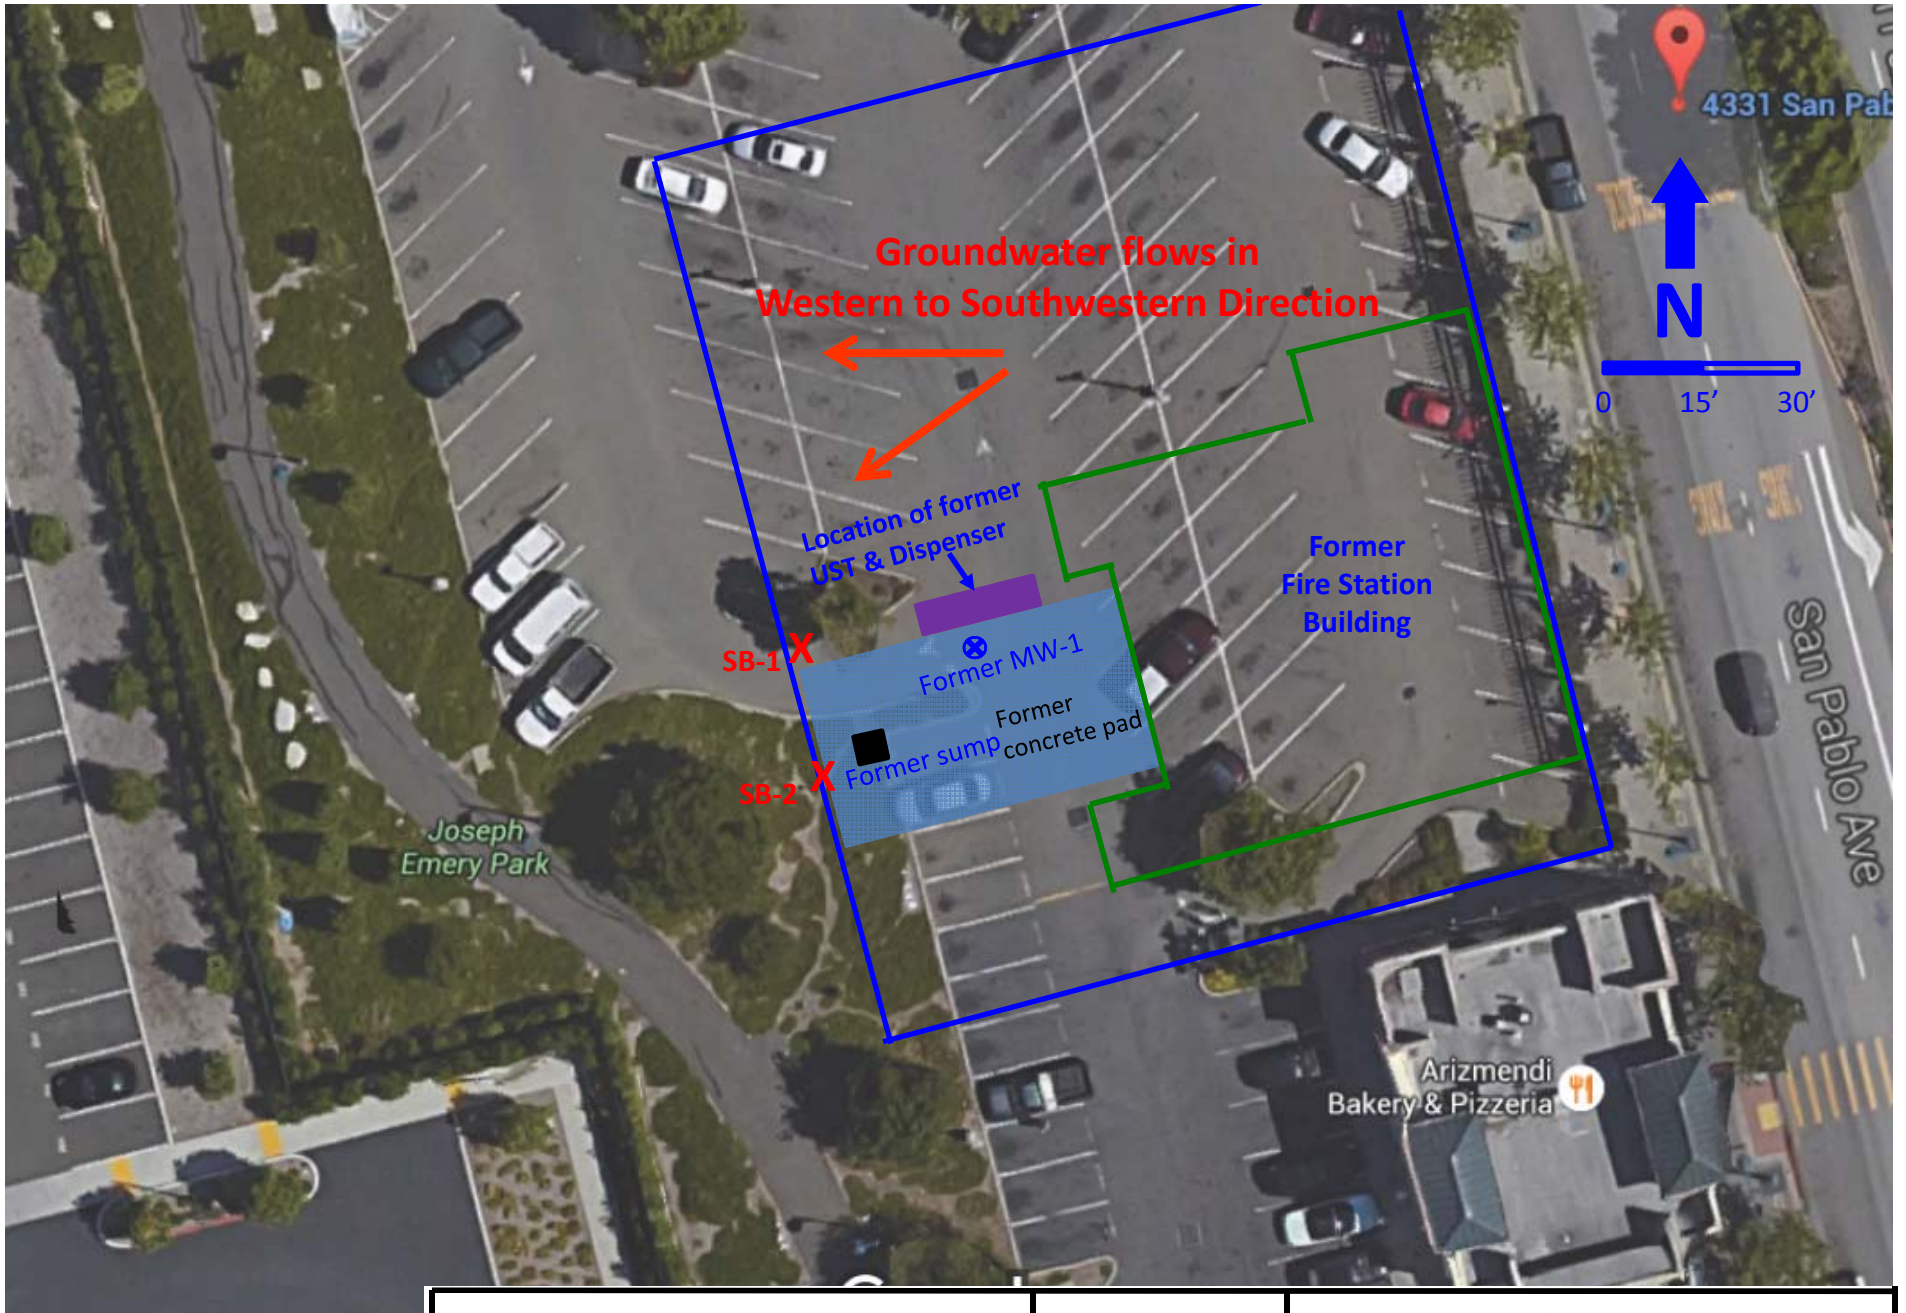 4331 San Pab
N
0 15’ 30’
Groundwater flows in
Western to Southwestern Direction
Location of former
UST & Dispenser
Former
Fire Station
Building
SB-1
X
Former MW-1
Former
concrete pad
Former sump
X
SB-2
San Pablo Ave
Joseph
Emery Park
Arizmendi
Bakery & Pizzeria